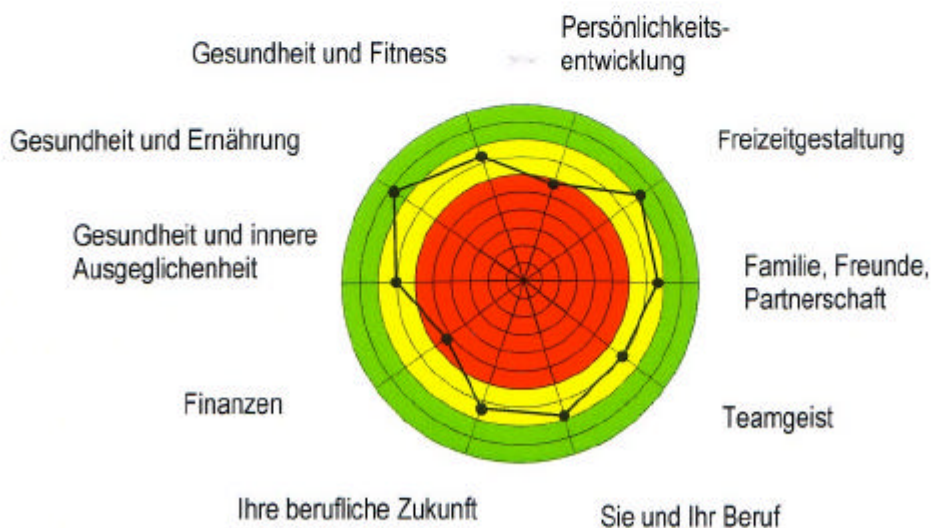 Persönlichkeits-
entwicklung
Gesundheit und Fitness
Gesundheit und Ernährung
Freizeitgestaltung
Gesundheit und innere
Ausgeglichenheit
Familie, Freunde,
Partnerschaft
Finanzen
Teamgeist
Ihre berufliche Zukunft
Sie und Ihr Beruf